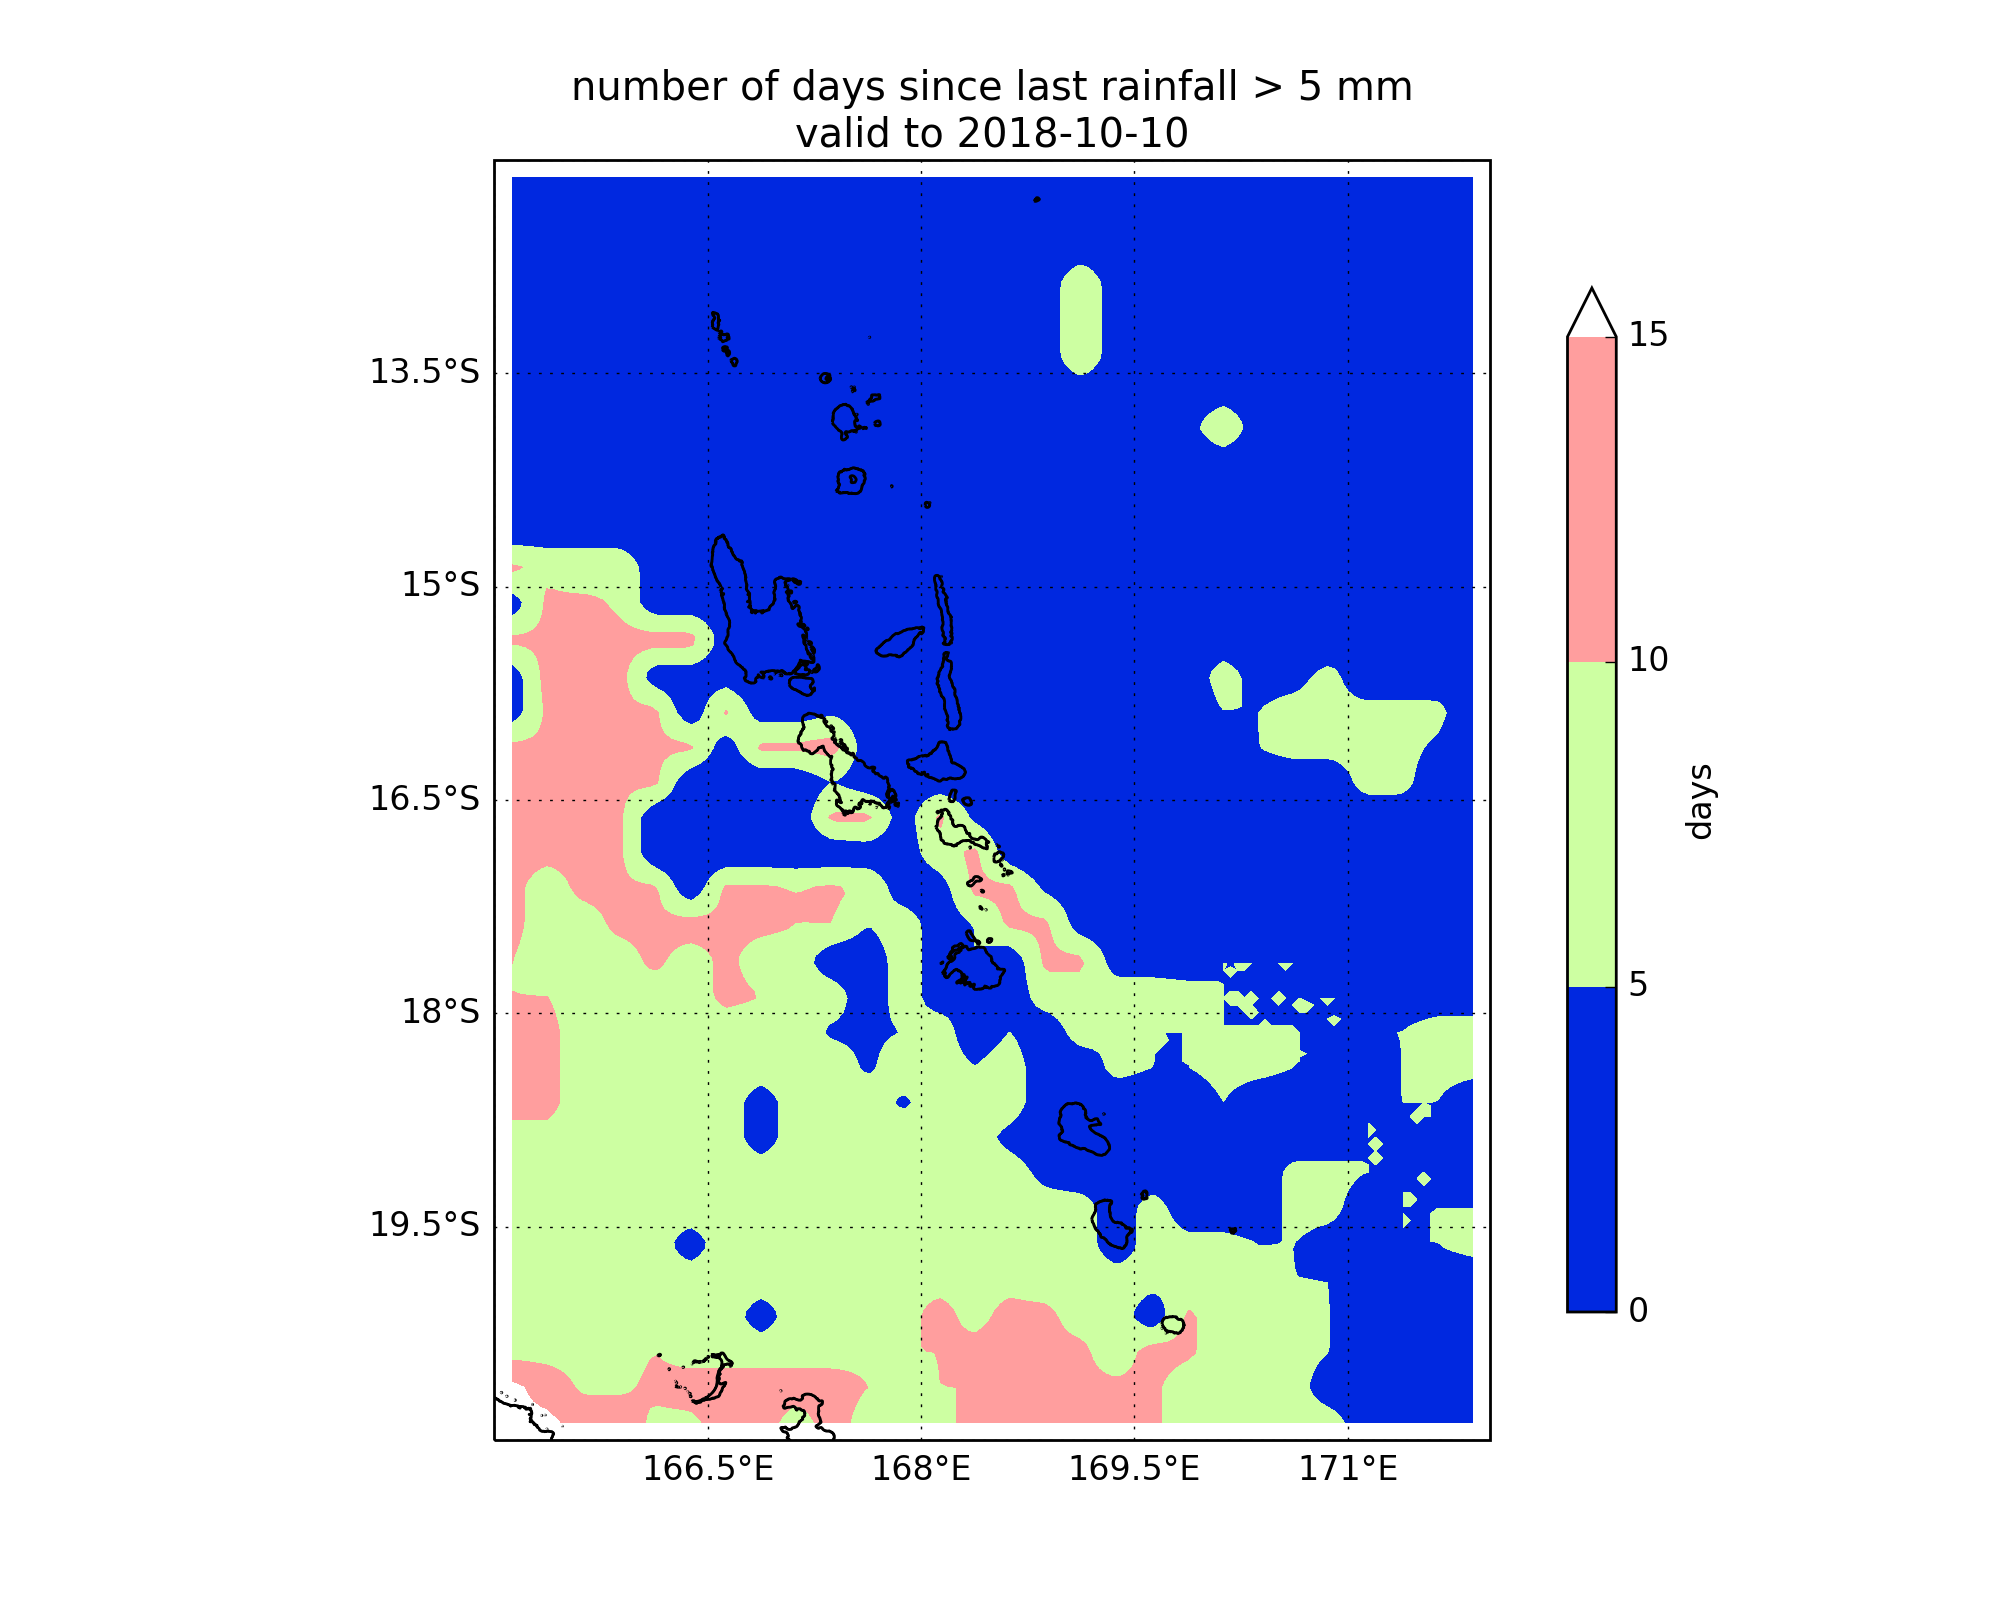 number of days since last rainfall > 5 mm
valid to 2018-10-10
13.5°S
15°S
16.5°S
18°S
19.5°S
166.5°E
168°E
169.5°E
171°E
15
10
5
0
days